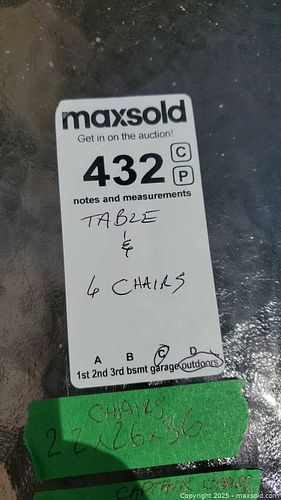 maxsold
Get in on the auction!
432 C
P
notes and measurements
TABLE
&
6 CHAIRS
A B C D
1st 2nd 3rd bsmt garage outdoors
CHAIRS
22x26x36
Copyright 2025 - maxsold.com